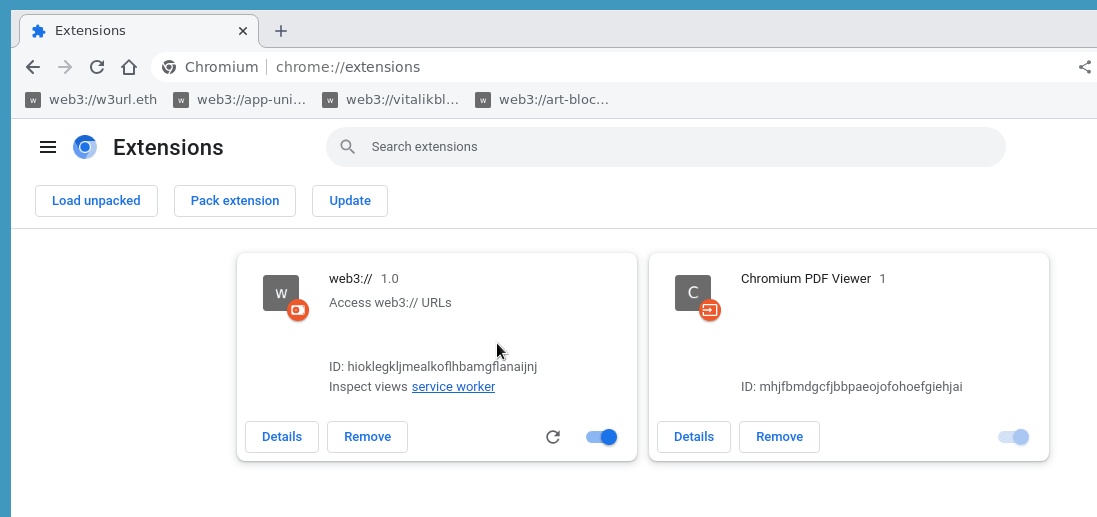 Extensions
Chromium chrome://extensions
w web3://w3url.eth w web3://app-uni... w web3://vitalikbl... w web3://art-bloc...
Extensions Search extensions
Load unpacked Pack extension Update
w web3:// 1.0
Access web3:// URLs
ID: hioklegkljmealkoflhbamgflanaijnj
Inspect views service worker
Details Remove
C Chromium PDF Viewer 1
ID: mhjfbmdgcfjbbpaeojofohoefgiehjai
Details Remove